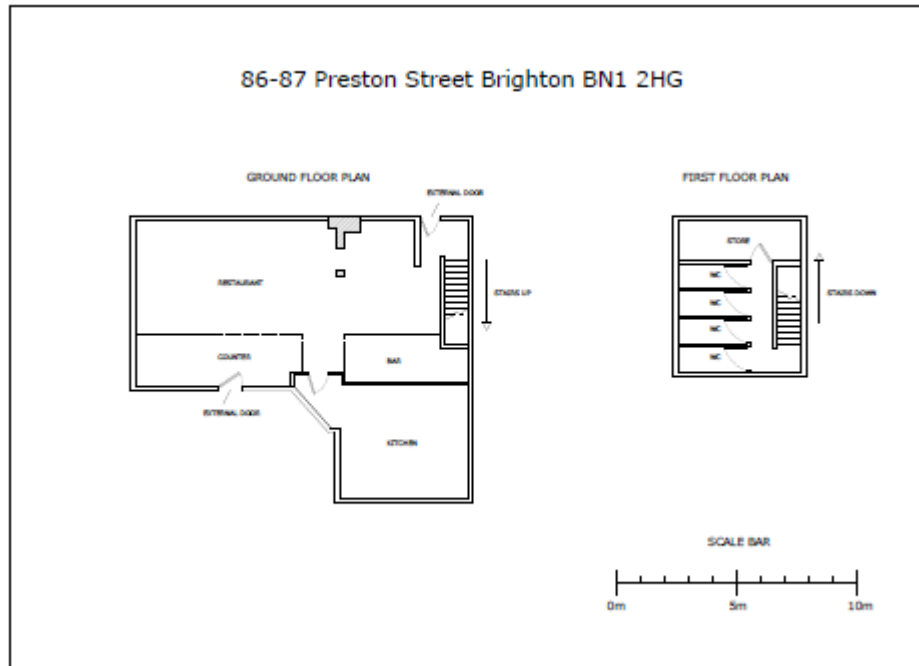 86-87 Preston Street Brighton BN1 2HG
GROUND FLOOR PLAN
FIRST FLOOR PLAN
EXTERNAL DOOR
STORE
RESTAURANT
WC
STAIRS UP
STAIRS DOWN
WC
WC
COUNTER
BAR
WC
EXTERNAL DOOR
KITCHEN
SCALE BAR
0m 5m 10m